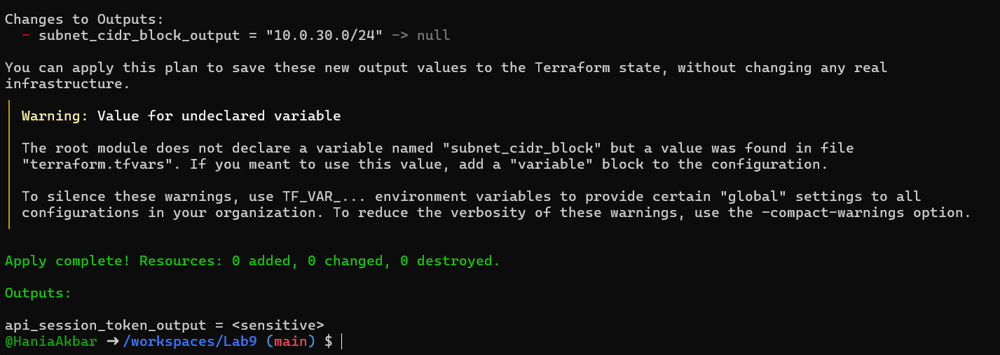 Changes to Outputs:
  - subnet_cidr_block_output = "10.0.30.0/24" -> null
You can apply this plan to save these new output values to the Terraform state, without changing any real
infrastructure.
Warning: Value for undeclared variable
The root module does not declare a variable named "subnet_cidr_block" but a value was found in file
"terraform.tfvars". If you meant to use this value, add a "variable" block to the configuration.
To silence these warnings, use TF_VAR_... environment variables to provide certain "global" settings to all
configurations in your organization. To reduce the verbosity of these warnings, use the -compact-warnings option.
Apply complete! Resources: 0 added, 0 changed, 0 destroyed.
Outputs:
api_session_token_output = <sensitive>
@HaniaAkbar ➜ /workspaces/Lab9 (main) $